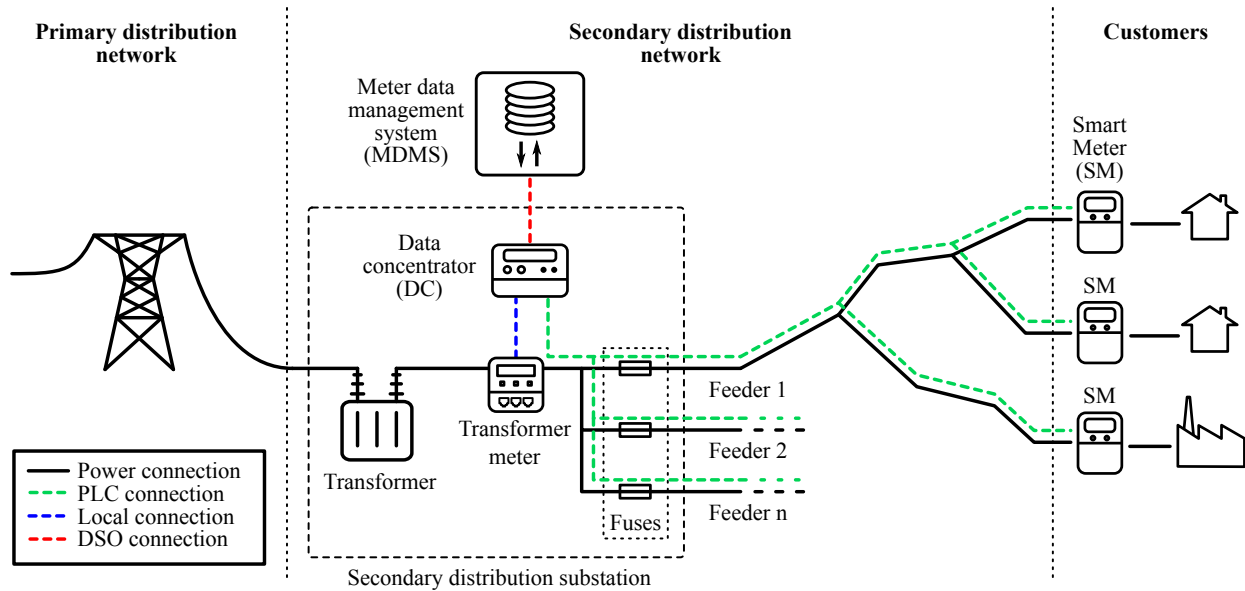 Primary distribution
network
Secondary distribution
network
Customers
Meter data
management
system
(MDMS)
Smart
Meter
(SM)
Data
concentrator
(DC)
SM
Feeder 1
SM
Transformer
meter
Feeder 2
Transformer
Feeder n
Fuses
Power connection
PLC connection
Local connection
DSO connection
Secondary distribution substation